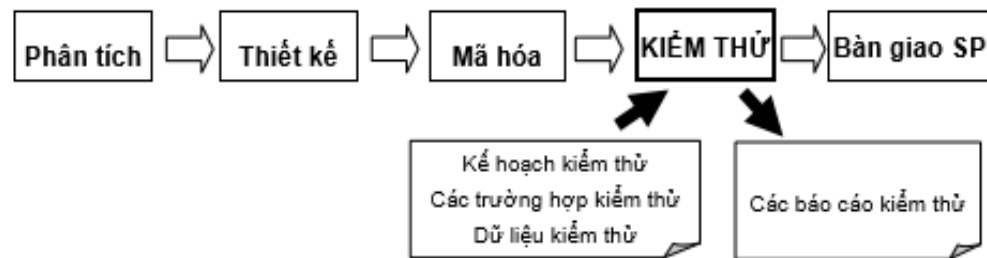 Phân tích
Thiết kế
Mã hóa
KIỂM THỬ
Bàn giao SP
Kế hoạch kiểm thử
Các trường hợp kiểm thử
Dữ liệu kiểm thử
Các báo cáo kiểm thử